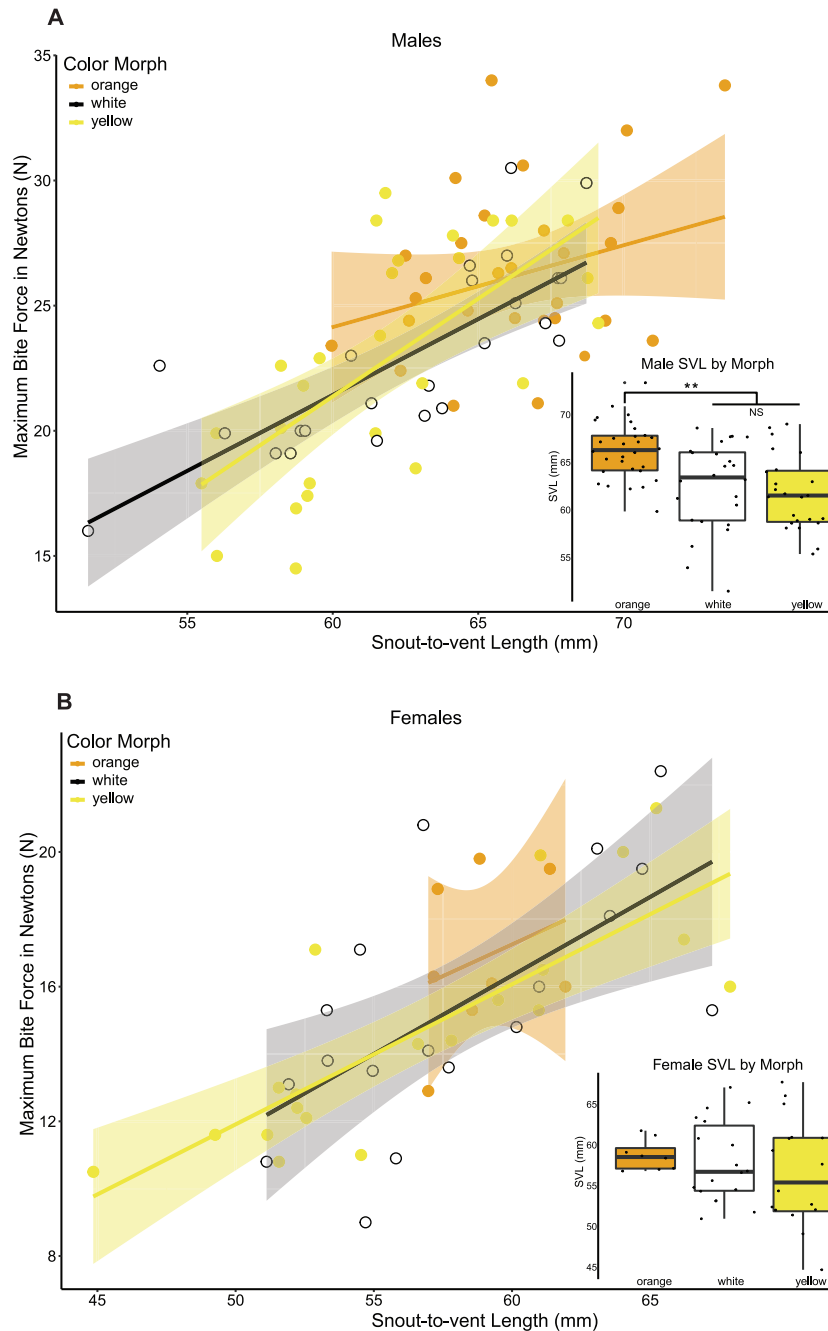 A
Males
Color Morph
orange
white
yellow
Maximum Bite Force in Newtons (N)
35
30
25
20
15
55
60
65
70
Snout-to-vent Length (mm)
Male SVL by Morph
**
NS
SVL (mm)
70
65
60
55
orange
white
yellow
B
Females
Color Morph
orange
white
yellow
Maximum Bite Force in Newtons (N)
20
16
12
8
45
50
55
60
65
Snout-to-vent Length (mm)
Female SVL by Morph
SVL (mm)
65
60
55
50
45
orange
white
yellow